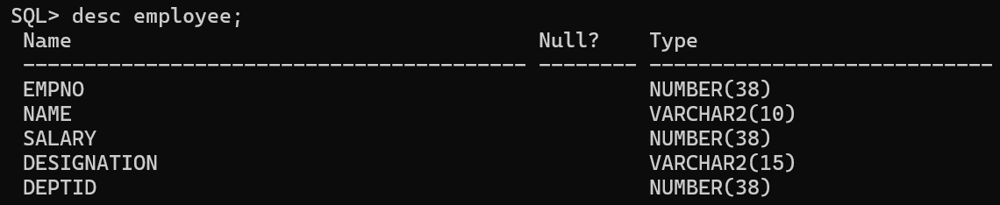 SQL> desc employee;
Name Null? Type
----------------------------------------- -------- ----------------------------
EMPNO NUMBER(38)
NAME VARCHAR2(10)
SALARY NUMBER(38)
DESIGNATION VARCHAR2(15)
DEPTID NUMBER(38)